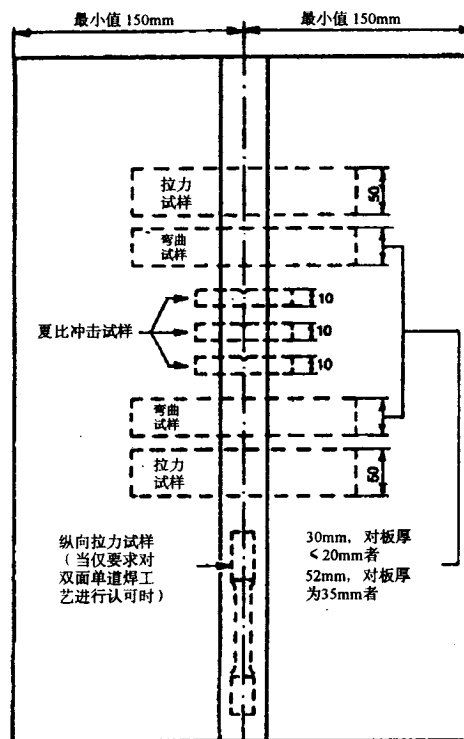 最小值 150mm
最小值 150mm
拉力
试样
50
弯曲
试样
夏比冲击试样
10
10
10
弯曲
试样
拉力
试样
50
纵向拉力试样
（当仅要求对
双面单道焊工
艺进行认可时）
30mm，对板厚
≤20mm者
52mm，对板厚
为35mm者